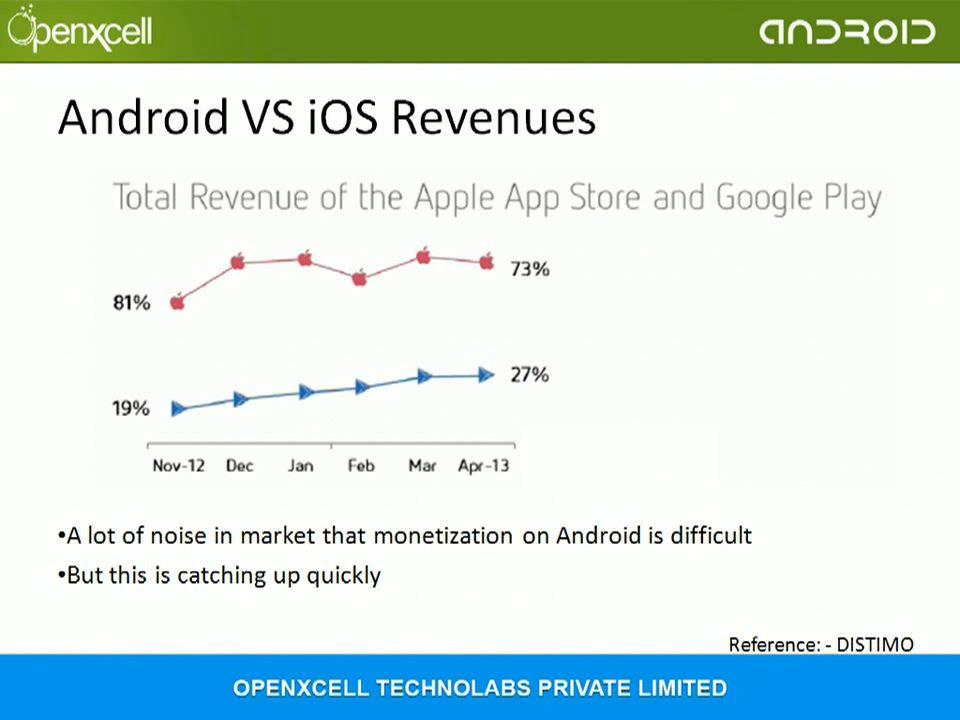 Openxcell
ANDROID
Android VS iOS Revenues
Total Revenue of the Apple App Store and Google Play
73%
81%
27%
19%
Nov-12 Dec Jan Feb Mar Apr-13
•A lot of noise in market that monetization on Android is difficult
•But this is catching up quickly
Reference: - DISTIMO
OPENXCELL TECHNOLABS PRIVATE LIMITED